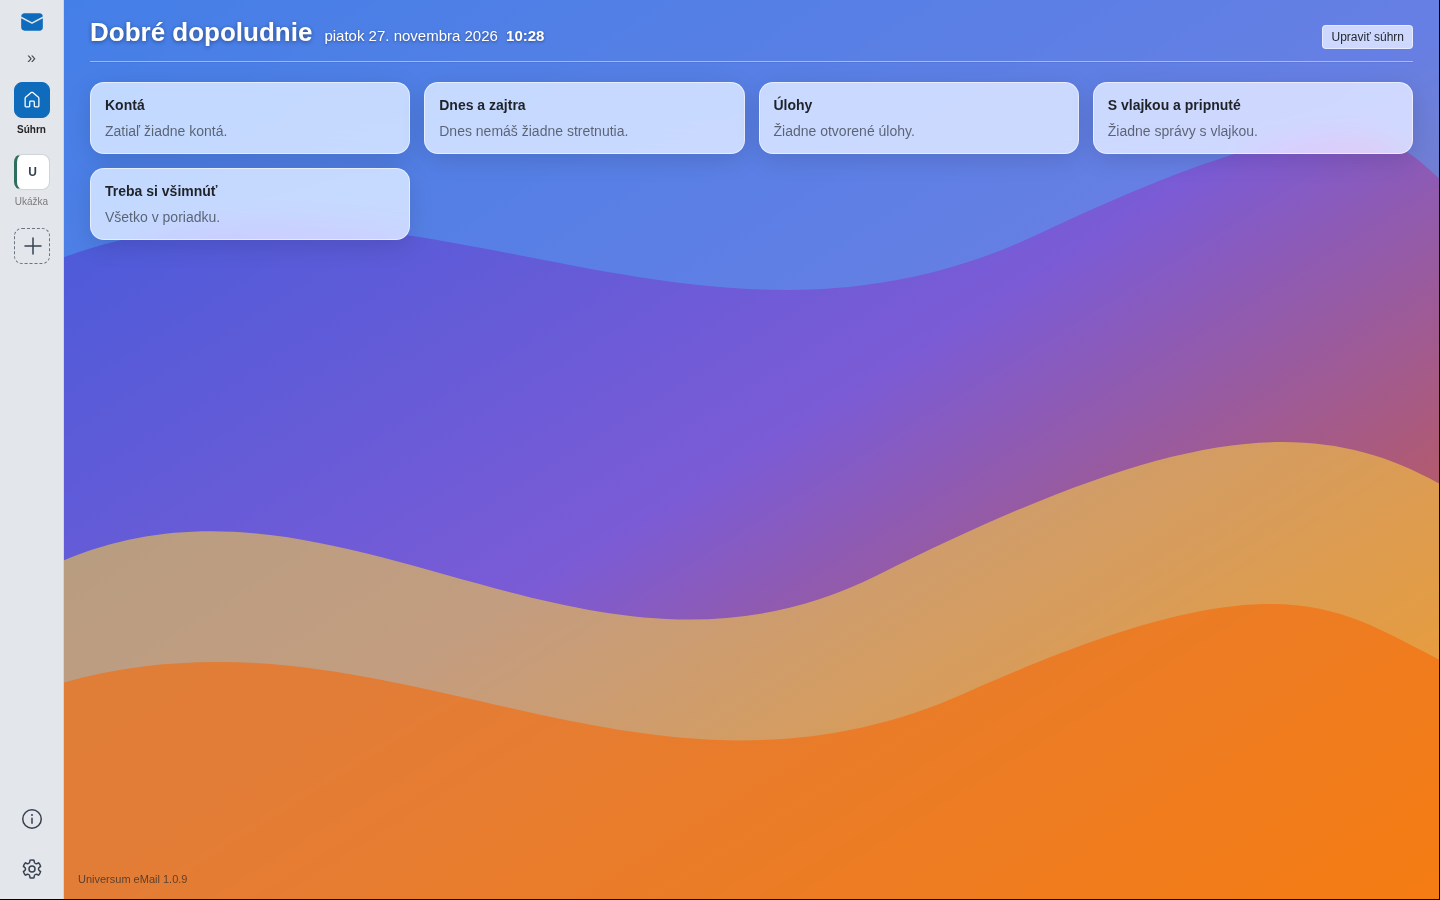 Dobré dopoludnie piatok 27. novembra 2026 10:28
Upraviť súhrn
»
Súhrn
U
Ukážka
Kontá
Zatiaľ žiadne kontá.
Dnes a zajtra
Dnes nemáš žiadne stretnutia.
Úlohy
Žiadne otvorené úlohy.
S vlajkou a pripnuté
Žiadne správy s vlajkou.
Treba si všimnúť
Všetko v poriadku.
Universum eMail 1.0.9